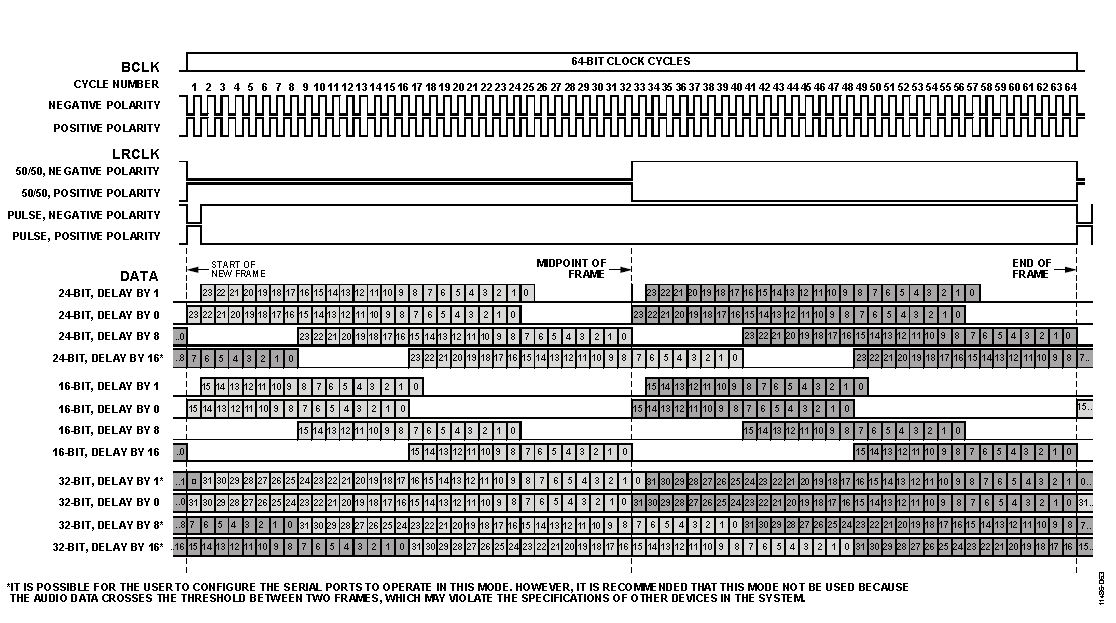 BCLK
64-BIT CLOCK CYCLES
CYCLE NUMBER 1 2 3 4 5 6 7 8 9 10 11 12 13 14 15 16 17 18 19 20 21 22 23 24 25 26 27 28 29 30 31 32 33 34 35 36 37 38 39 40 41 42 43 44 45 46 47 48 49 50 51 52 53 54 55 56 57 58 59 60 61 62 63 64
NEGATIVE POLARITY
POSITIVE POLARITY
LRCLK
50/50, NEGATIVE POLARITY
50/50, POSITIVE POLARITY
PULSE, NEGATIVE POLARITY
PULSE, POSITIVE POLARITY
START OF
NEW FRAME
MIDPOINT OF
FRAME
END OF
FRAME
DATA
24-BIT, DELAY BY 1 23 22 21 20 19 18 17 16 15 14 13 12 11 10 9 8 7 6 5 4 3 2 1 0 23 22 21 20 19 18 17 16 15 14 13 12 11 10 9 8 7 6 5 4 3 2 1 0
24-BIT, DELAY BY 0 23 22 21 20 19 18 17 16 15 14 13 12 11 10 9 8 7 6 5 4 3 2 1 0 23 22 21 20 19 18 17 16 15 14 13 12 11 10 9 8 7 6 5 4 3 2 1 0
24-BIT, DELAY BY 8 ..0 23 22 21 20 19 18 17 16 15 14 13 12 11 10 9 8 7 6 5 4 3 2 1 0 23 22 21 20 19 18 17 16 15 14 13 12 11 10 9 8 7 6 5 4 3 2 1 0
24-BIT, DELAY BY 16* ..8 7 6 5 4 3 2 1 0 23 22 21 20 19 18 17 16 15 14 13 12 11 10 9 8 7 6 5 4 3 2 1 0 23 22 21 20 19 18 17 16 15 14 13 12 11 10 9 8 7..
16-BIT, DELAY BY 1 15 14 13 12 11 10 9 8 7 6 5 4 3 2 1 0 15 14 13 12 11 10 9 8 7 6 5 4 3 2 1 0
16-BIT, DELAY BY 0 15 14 13 12 11 10 9 8 7 6 5 4 3 2 1 0 15 14 13 12 11 10 9 8 7 6 5 4 3 2 1 0 15..
16-BIT, DELAY BY 8 15 14 13 12 11 10 9 8 7 6 5 4 3 2 1 0 15 14 13 12 11 10 9 8 7 6 5 4 3 2 1 0
16-BIT, DELAY BY 16 ..0 15 14 13 12 11 10 9 8 7 6 5 4 3 2 1 0 15 14 13 12 11 10 9 8 7 6 5 4 3 2 1 0
32-BIT, DELAY BY 1* ..1 0 31 30 29 28 27 26 25 24 23 22 21 20 19 18 17 16 15 14 13 12 11 10 9 8 7 6 5 4 3 2 1 0 31 30 29 28 27 26 25 24 23 22 21 20 19 18 17 16 15 14 13 12 11 10 9 8 7 6 5 4 3 2 1 0..
32-BIT, DELAY BY 0 ..0 31 30 29 28 27 26 25 24 23 22 21 20 19 18 17 16 15 14 13 12 11 10 9 8 7 6 5 4 3 2 1 0 31 30 29 28 27 26 25 24 23 22 21 20 19 18 17 16 15 14 13 12 11 10 9 8 7 6 5 4 3 2 1 0 31..
32-BIT, DELAY BY 8* ..8 7 6 5 4 3 2 1 0 31 30 29 28 27 26 25 24 23 22 21 20 19 18 17 16 15 14 13 12 11 10 9 8 7 6 5 4 3 2 1 0 31 30 29 28 27 26 25 24 23 22 21 20 19 18 17 16 15 14 13 12 11 10 9 8 7..
32-BIT, DELAY BY 16* ..16 15 14 13 12 11 10 9 8 7 6 5 4 3 2 1 0 31 30 29 28 27 26 25 24 23 22 21 20 19 18 17 16 15 14 13 12 11 10 9 8 7 6 5 4 3 2 1 0 31 30 29 28 27 26 25 24 23 22 21 20 19 18 17 16 15..
*IT IS POSSIBLE FOR THE USER TO CONFIGURE THE SERIAL PORTS TO OPERATE IN THIS MODE. HOWEVER, IT IS RECOMMENDED THAT THIS MODE NOT BE USED BECAUSE
THE AUDIO DATA CROSSES THE THRESHOLD BETWEEN TWO FRAMES, WHICH MAY VIOLATE THE SPECIFICATIONS OF OTHER DEVICES IN THE SYSTEM.